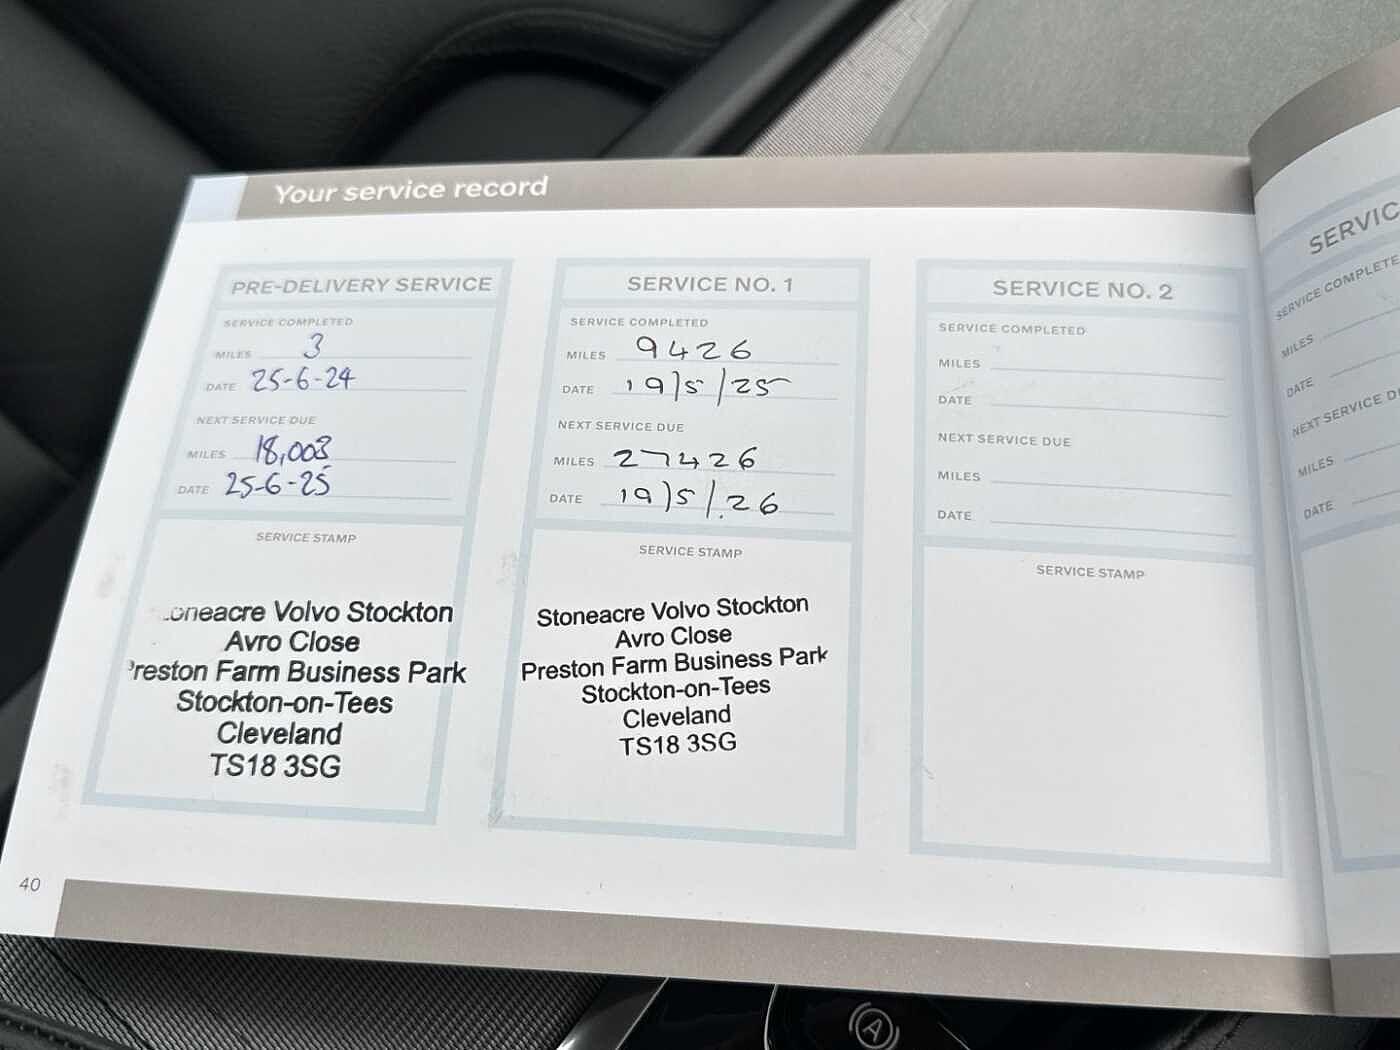 Your service record
PRE-DELIVERY SERVICE
SERVICE COMPLETED
MILES 3
DATE 25-6-24
NEXT SERVICE DUE
MILES 18,003
DATE 25-6-25
SERVICE STAMP
oneacre Volvo Stockton
Avro Close
Preston Farm Business Park
Stockton-on-Tees
Cleveland
TS18 3SG
SERVICE NO. 1
SERVICE COMPLETED
MILES 9426
DATE 19/5/25
NEXT SERVICE DUE
MILES 27426
DATE 19/5/26
SERVICE STAMP
Stoneacre Volvo Stockton
Avro Close
Preston Farm Business Park
Stockton-on-Tees
Cleveland
TS18 3SG
SERVICE NO. 2
SERVICE COMPLETED
MILES
DATE
NEXT SERVICE DUE
MILES
DATE
SERVICE STAMP
SERVIC
SERVICE COMPLETE
MILES
DATE
NEXT SERVICE D
MILES
DATE
40
A